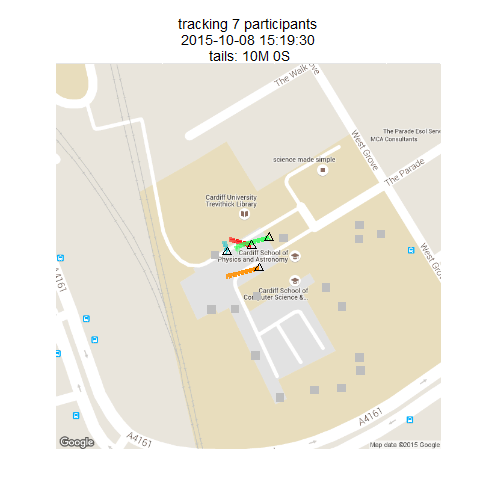 tracking 7 participants
2015-10-08 15:19:30
tails: 10M 0S
The Walk
West Grove
The Parade Esol Serv
MCA Consultants
science made simple
The Parade
Cardiff University
Trevithick Library
West Grove
Cardiff School of
Physics and Astronomy
Cardiff School of
Computer Science &...
A4161
A4161
A4161
Google
Map data ©2015 Google